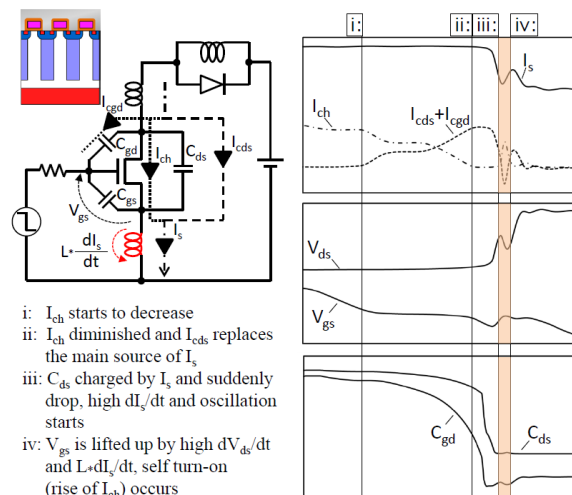 i:
ii:
iii:
iv:
I_s
I_ch
I_cds+I_cgd
V_ds
V_gs
C_gd
C_ds
I_cgd
C_gd
I_ch
C_ds
I_cds
C_gs
V_gs
I_s
L* dI_s/dt
i: I_ch starts to decrease
ii: I_ch diminished and I_cds replaces
the main source of I_s
iii: C_ds charged by I_s and suddenly
drop, high dI_s/dt and oscillation
starts
iv: V_gs is lifted up by high dV_ds/dt
and L*dI_s/dt, self turn-on
(rise of I_ch) occurs